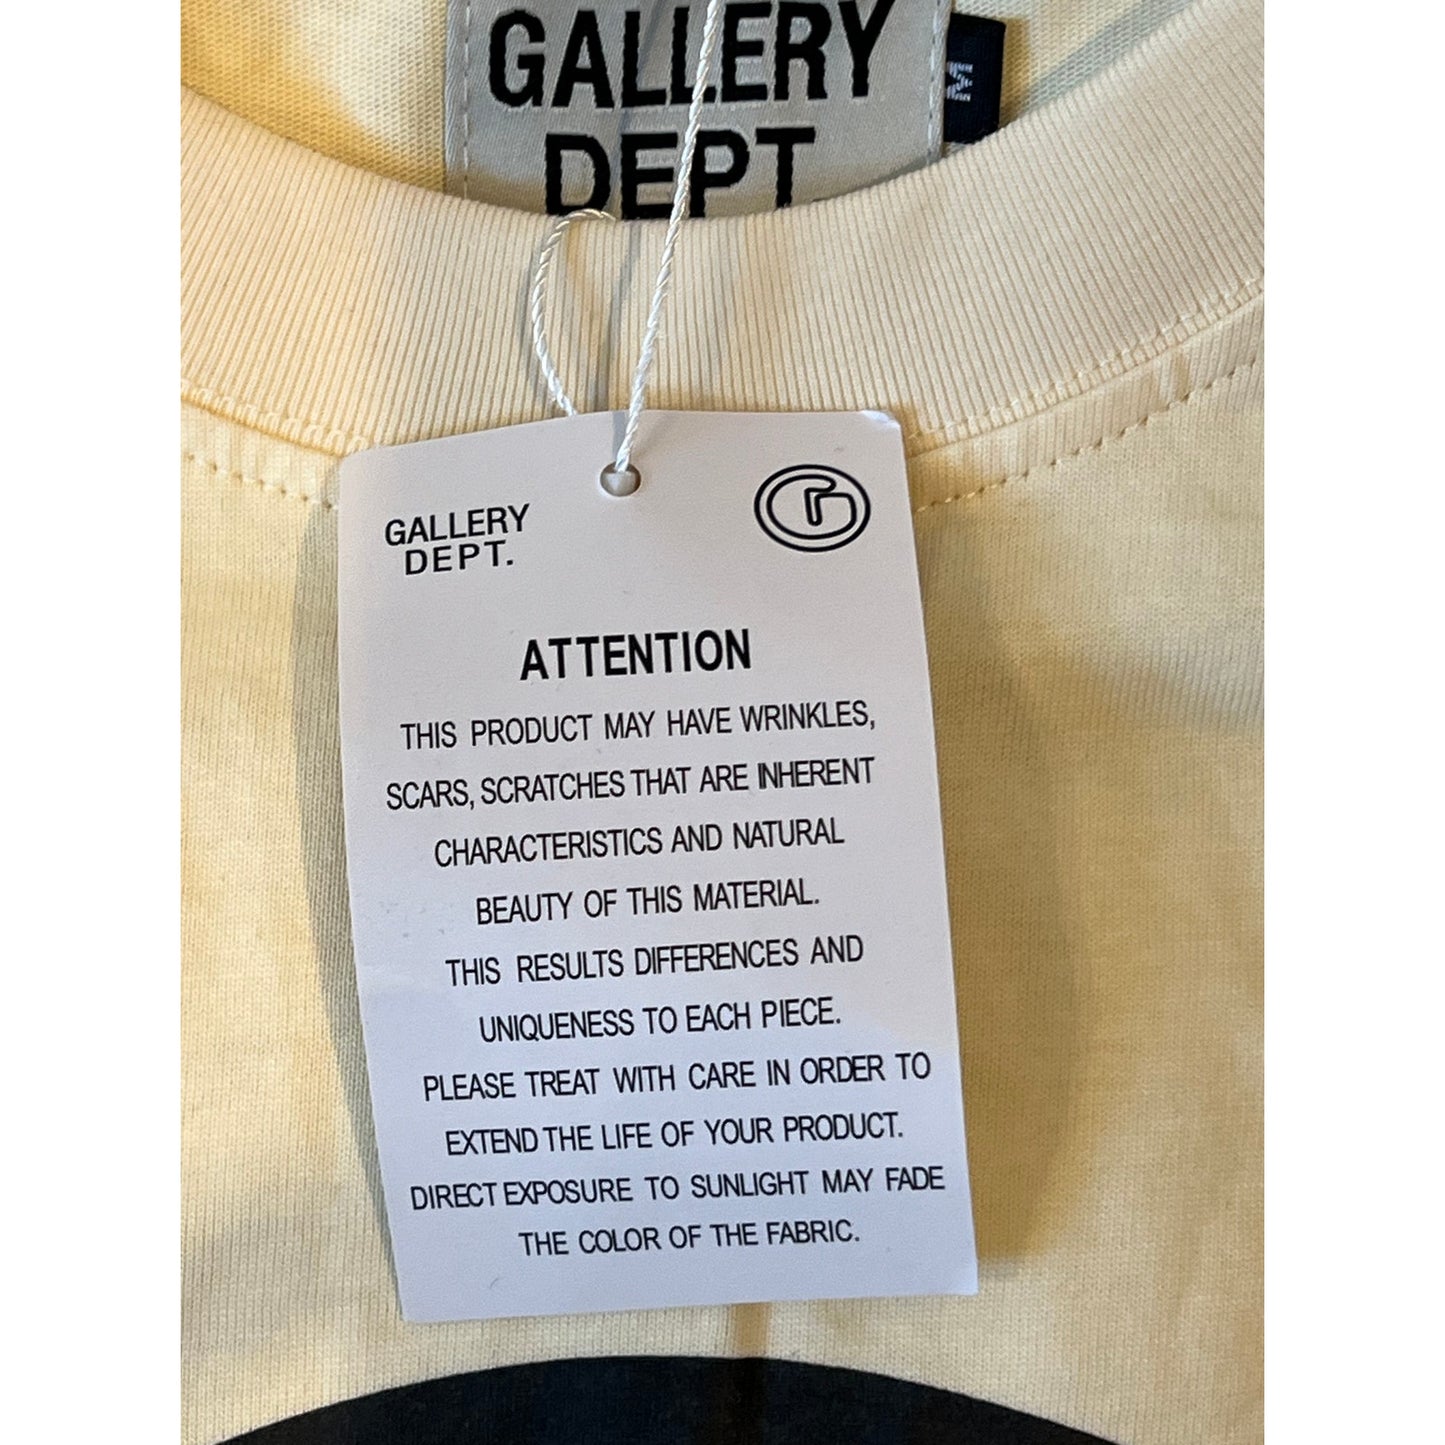 GALLERY
DEPT.
M
GALLERY
DEPT.
G
ATTENTION
THIS PRODUCT MAY HAVE WRINKLES,
SCARS, SCRATCHES THAT ARE INHERENT
CHARACTERISTICS AND NATURAL
BEAUTY OF THIS MATERIAL.
THIS RESULTS DIFFERENCES AND
UNIQUENESS TO EACH PIECE.
PLEASE TREAT WITH CARE IN ORDER TO
EXTEND THE LIFE OF YOUR PRODUCT.
DIRECT EXPOSURE TO SUNLIGHT MAY FADE
THE COLOR OF THE FABRIC.